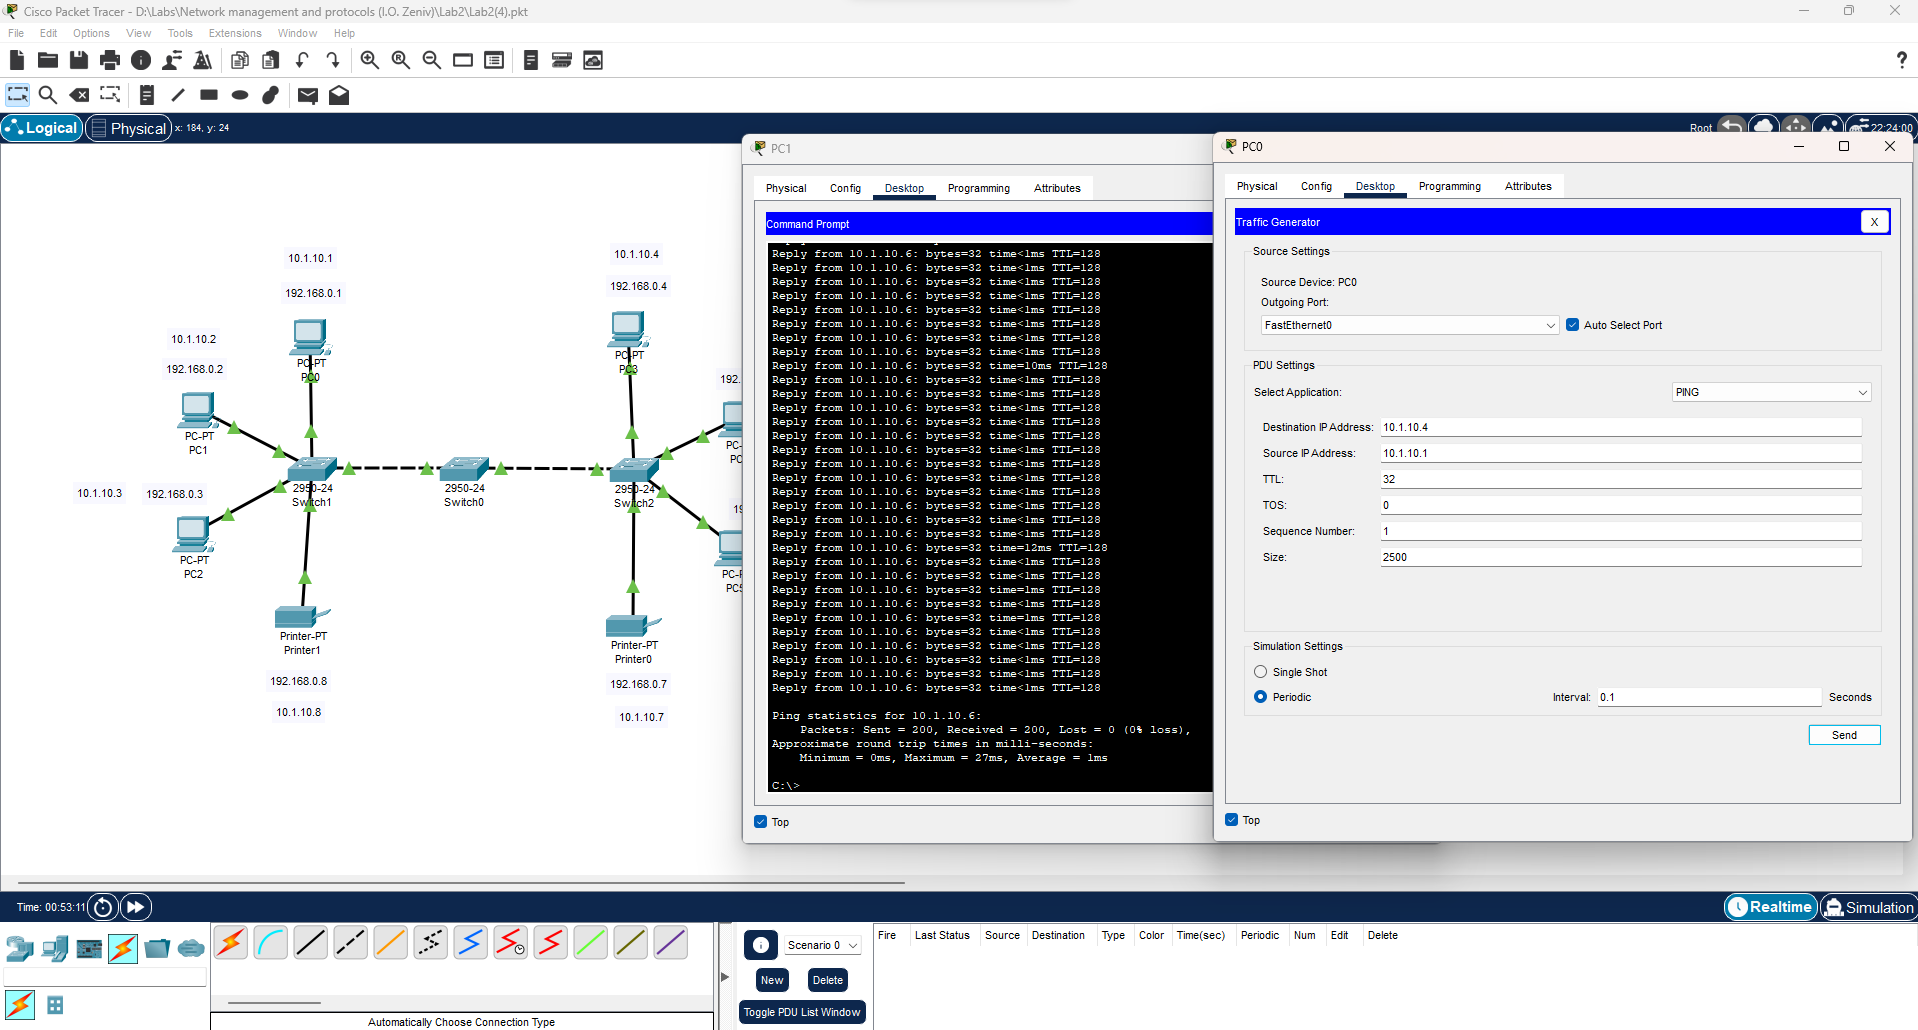 Cisco Packet Tracer - D:\Labs\Network management and protocols (I.O. Zeniv)\Lab2\Lab2(4).pkt
File Edit Options View Tools Extensions Window Help
Logical Physical x: 184, y: 24
Root 22:24:00
10.1.10.1
192.168.0.1
10.1.10.4
192.168.0.4
10.1.10.2
192.168.0.2
PC-PT
PC0
PC-PT
PC3
192.
PC-PT
PC1
10.1.10.3 192.168.0.3
2950-24
Switch1
2950-24
Switch0
2950-24
Switch2
PC-PT
PC2
Printer-PT
Printer1
192.168.0.8
10.1.10.8
Printer-PT
Printer0
192.168.0.7
10.1.10.7
PC1
Physical Config Desktop Programming Attributes
Command Prompt
Reply from 10.1.10.6: bytes=32 time<1ms TTL=128
Reply from 10.1.10.6: bytes=32 time<1ms TTL=128
Reply from 10.1.10.6: bytes=32 time<1ms TTL=128
Reply from 10.1.10.6: bytes=32 time<1ms TTL=128
Reply from 10.1.10.6: bytes=32 time<1ms TTL=128
Reply from 10.1.10.6: bytes=32 time<1ms TTL=128
Reply from 10.1.10.6: bytes=32 time<1ms TTL=128
Reply from 10.1.10.6: bytes=32 time<1ms TTL=128
Reply from 10.1.10.6: bytes=32 time=10ms TTL=128
Reply from 10.1.10.6: bytes=32 time<1ms TTL=128
Reply from 10.1.10.6: bytes=32 time<1ms TTL=128
Reply from 10.1.10.6: bytes=32 time<1ms TTL=128
Reply from 10.1.10.6: bytes=32 time<1ms TTL=128
Reply from 10.1.10.6: bytes=32 time<1ms TTL=128
Reply from 10.1.10.6: bytes=32 time<1ms TTL=128
Reply from 10.1.10.6: bytes=32 time<1ms TTL=128
Reply from 10.1.10.6: bytes=32 time<1ms TTL=128
Reply from 10.1.10.6: bytes=32 time<1ms TTL=128
Reply from 10.1.10.6: bytes=32 time<1ms TTL=128
Reply from 10.1.10.6: bytes=32 time<1ms TTL=128
Reply from 10.1.10.6: bytes=32 time<1ms TTL=128
Reply from 10.1.10.6: bytes=32 time=12ms TTL=128
Reply from 10.1.10.6: bytes=32 time<1ms TTL=128
Reply from 10.1.10.6: bytes=32 time<1ms TTL=128
Reply from 10.1.10.6: bytes=32 time=1ms TTL=128
Reply from 10.1.10.6: bytes=32 time<1ms TTL=128
Reply from 10.1.10.6: bytes=32 time=1ms TTL=128
Reply from 10.1.10.6: bytes=32 time<1ms TTL=128
Reply from 10.1.10.6: bytes=32 time<1ms TTL=128
Reply from 10.1.10.6: bytes=32 time=1ms TTL=128
Reply from 10.1.10.6: bytes=32 time<1ms TTL=128
Reply from 10.1.10.6: bytes=32 time<1ms TTL=128
Ping statistics for 10.1.10.6:
Packets: Sent = 200, Received = 200, Lost = 0 (0% loss),
Approximate round trip times in milli-seconds:
Minimum = 0ms, Maximum = 27ms, Average = 1ms
C:\>
Top
PC0
Physical Config Desktop Programming Attributes
Traffic Generator X
Source Settings
Source Device: PC0
Outgoing Port:
FastEthernet0 Auto Select Port
PDU Settings
Select Application: PING
Destination IP Address: 10.1.10.4
Source IP Address: 10.1.10.1
TTL: 32
TOS: 0
Sequence Number: 1
Size: 2500
Simulation Settings
Single Shot
Periodic Interval: 0.1 Seconds
Send
Top
Time: 00:53:11 Realtime Simulation
Scenario 0
New Delete
Toggle PDU List Window
Fire Last Status Source Destination Type Color Time(sec) Periodic Num Edit Delete
Automatically Choose Connection Type